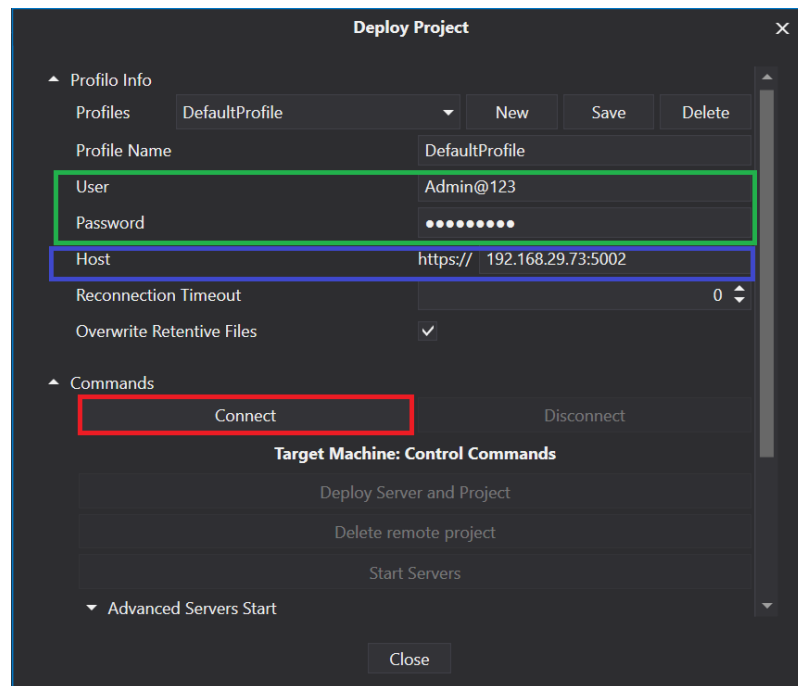 Deploy Project
Profilo Info
Profiles DefaultProfile New Save Delete
Profile Name DefaultProfile
User Admin@123
Password ●●●●●●●●●
Host https:// 192.168.29.73:5002
Reconnection Timeout 0
Overwrite Retentive Files
Commands
Connect Disconnect
Target Machine: Control Commands
Deploy Server and Project
Delete remote project
Start Servers
Advanced Servers Start
Close